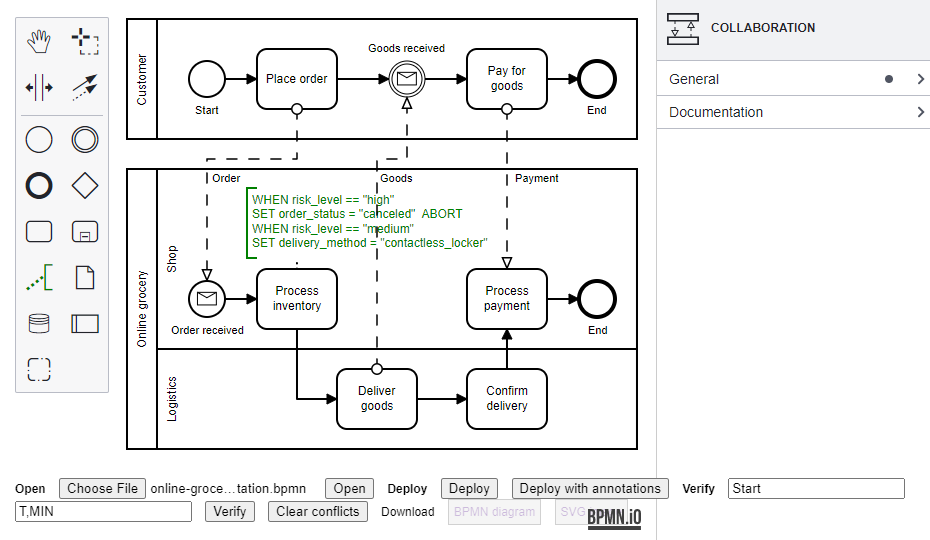 COLLABORATION
General
Documentation
Customer
Start
Place order
Goods received
Pay for
goods
End
Order
Goods
Payment
Online grocery
Shop
WHEN risk_level == "high"
SET order_status = "canceled"  ABORT
WHEN risk_level == "medium"
SET delivery_method = "contactless_locker"
Order received
Process
inventory
Process
payment
End
Logistics
Deliver
goods
Confirm
delivery
Open Choose File online-groce…tation.bpmn Open Deploy Deploy Deploy with annotations Verify Start
T,MIN Verify Clear conflicts Download BPMN diagram SVG
BPMN.iO